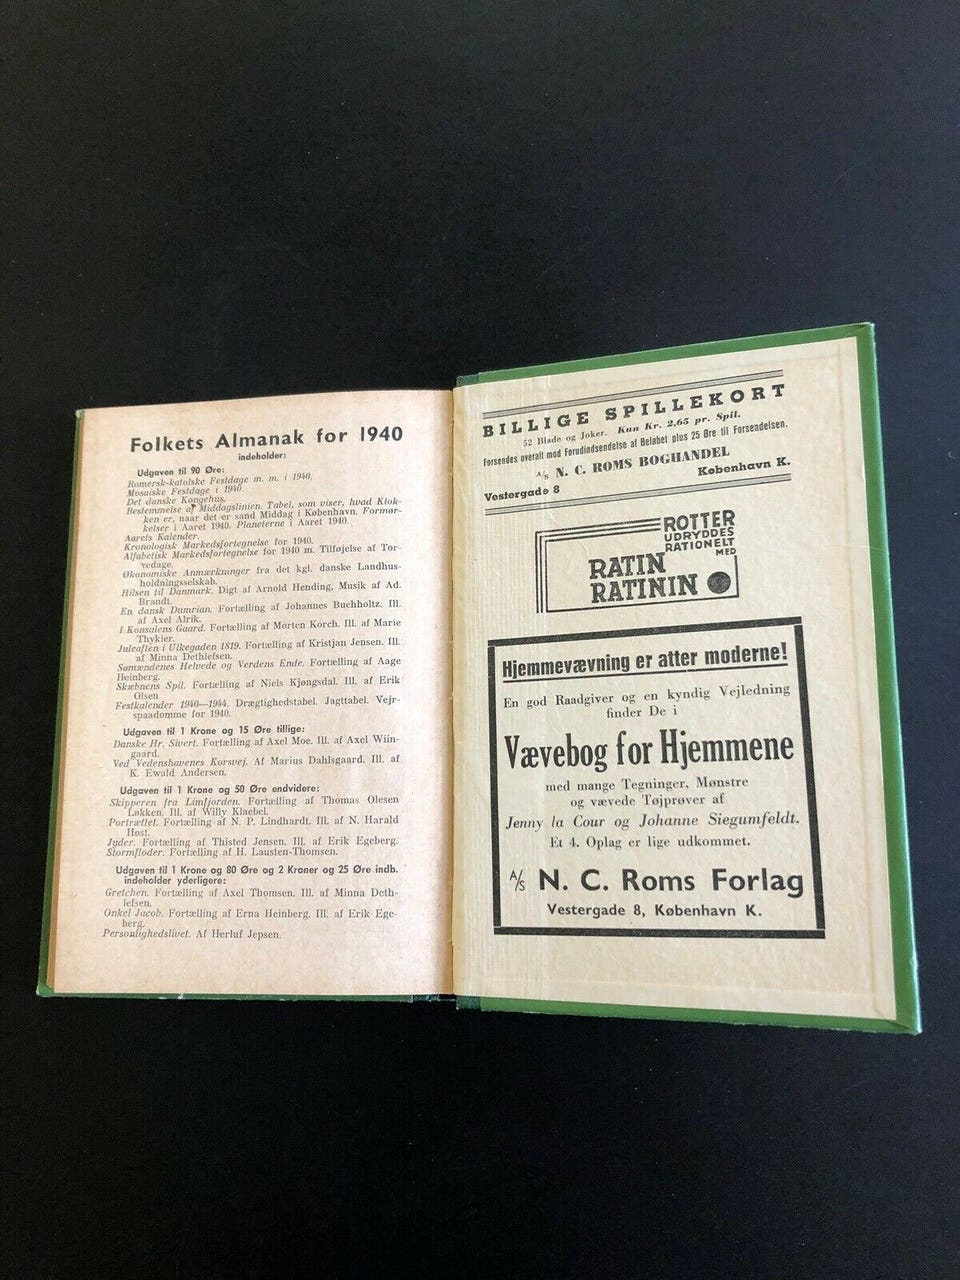 Folkets Almanak for 1940
indeholder:
Udgaven til 90 Øre:
Romersk-katolske Festdage m. m. i 1940.
Mosaiske Festdage i 1940
Det danske Kongehus.
Bestemmelse af Middagslinien. Tabel, som viser, hvad Klok-
ken er, naar det er sand Middag i København. Formør-
kelser i Aaret 1940. Planeterne i Aaret 1940.
Aarets Kalender.
Kronologisk Markedsfortegnelse for 1940.
Alfabetisk Markedsfortegnelse for 1940 m. Tilføjelse af Tor-
vedage.
Økonomiske Anmærkninger fra det kgl. danske Landhus-
holdningsselskab.
Hilsen til Danmark. Digt af Arnold Hending, Musik af Ad.
Brandt.
En dansk Dumrian. Fortælling af Johannes Buchholtz. Ill.
af Axel Alrik.
I Konsulens Gaard. Fortælling af Morten Korch. Ill. af Marie
Thykier.
Juleaften i Ulkegaden 1819. Fortælling af Kristjan Jensen. Ill.
af Minna Dethlefsen.
Sømændenes Helvede og Verdens Ende. Fortælling af Aage
Heinberg.
Skæbnens Spil. Fortælling af Niels Kjøngsdal. Ill. af Erik
Olsen
Festkalender 1940—1944. Drægtighedstabel. Jagttabel. Vejr-
spaadomme for 1940.
Udgaven til 1 Krone og 15 Øre tillige:
Danske Hr. Sivert. Fortælling af Axel Moe. Ill. af Axel Wiin-
gaard.
Ved Vedenshavenes Korsvej. Af Marius Dahlsgaard. Ill. af
K. Ewald Andersen.
Udgaven til 1 Krone og 50 Øre endvidere:
Skipperen fra Limfjorden. Fortælling af Thomas Olesen
Løkken. Ill. af Willy Klaebel.
Portrættet. Fortælling af N. P. Lindhardt. Ill. af N. Harald
Høst.
Jyder. Fortælling af Thisted Jensen. Ill. af Erik Egeberg.
Stormfloder. Fortælling af H. Lausten-Thomsen.
Udgaven til 1 Krone og 80 Øre og 2 Kroner og 25 Øre indb.
indeholder yderligere:
Gretchen. Fortælling af Axel Thomsen. Ill. af Minna Deth-
lefsen.
Onkel Jacob. Fortælling af Erna Heinberg. Ill. af Erik Ege-
berg.
Personlighedslivet. Af Herluf Jepsen.
BILLIGE SPILLEKORT
52 Blade og Joker. Kun Kr. 2,65 pr. Spil.
Forsendes overalt mod Forudindsendelse af Beløbet plus 25 Øre til Forsendelsen.
A/S N. C. ROMS BOGHANDEL
Vestergade 8 København K.
ROTTER
UDRYDDES
RATIONELT
MED
RATIN
RATININ
Hjemmevævning er atter moderne!
En god Raadgiver og en kyndig Vejledning
finder De i
Vævebog for Hjemmene
med mange Tegninger, Mønstre
og vævede Tøjprøver af
Jenny la Cour og Johanne Siegumfeldt.
Et 4. Oplag er lige udkommet.
A/S N. C. Roms Forlag
Vestergade 8, København K.